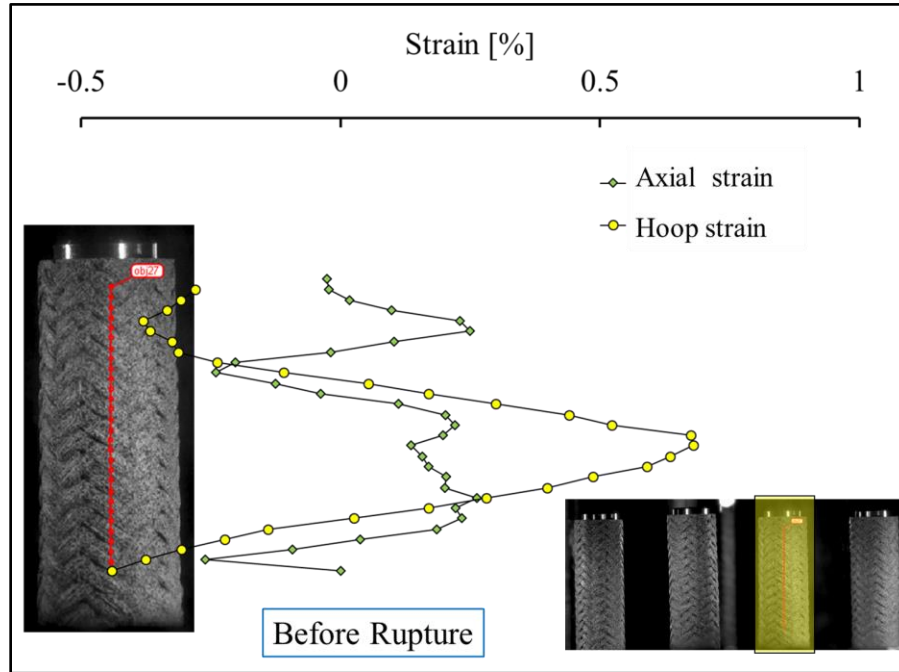 Strain [%]
-0.5 0 0.5 1
Axial strain
Hoop strain
obj27
Before Rupture